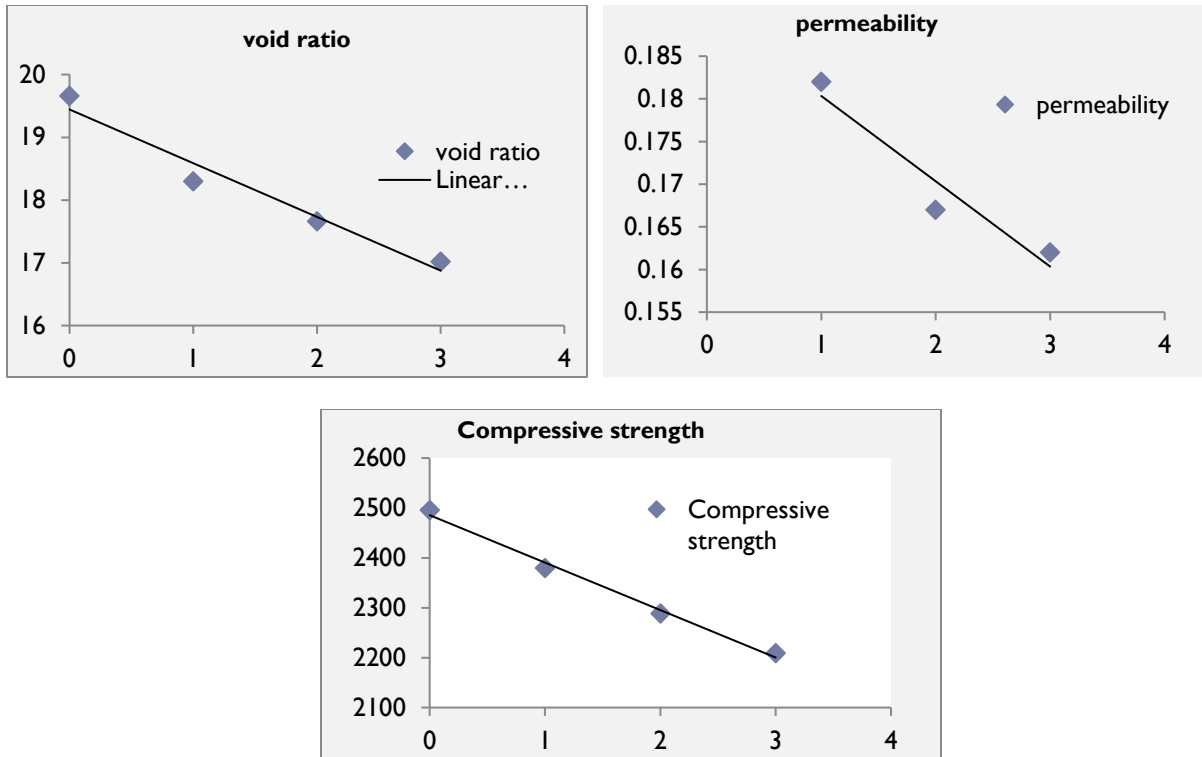 void ratio
20
19
18
17
16
0 1 2 3 4
void ratio
Linear…
permeability
0.185
0.18
0.175
0.17
0.165
0.16
0.155
0 1 2 3 4
permeability
Compressive strength
2600
2500
2400
2300
2200
2100
0 1 2 3 4
Compressive
strength